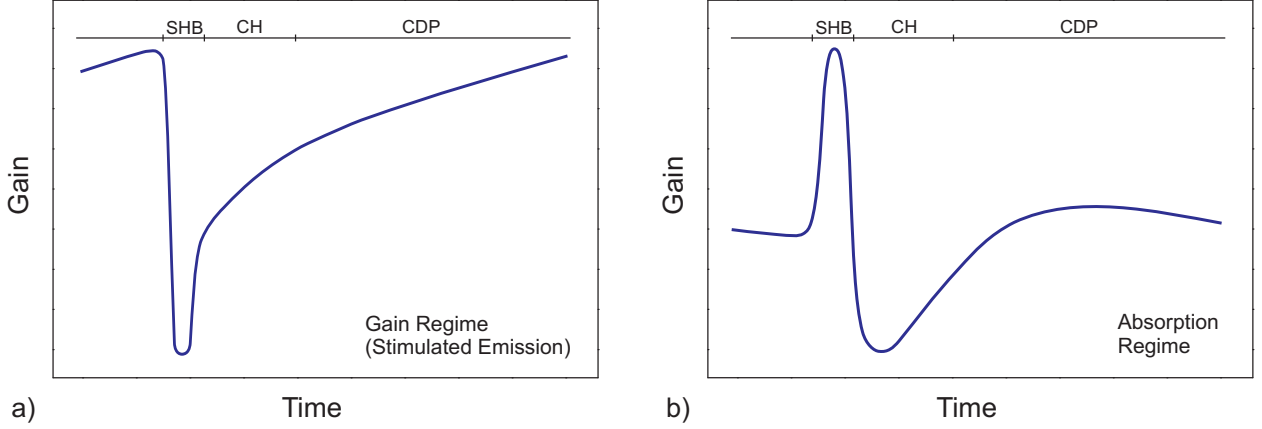 SHB CH CDP
Gain
Gain Regime
(Stimulated Emission)
a) Time
SHB CH CDP
Gain
Absorption
Regime
b) Time